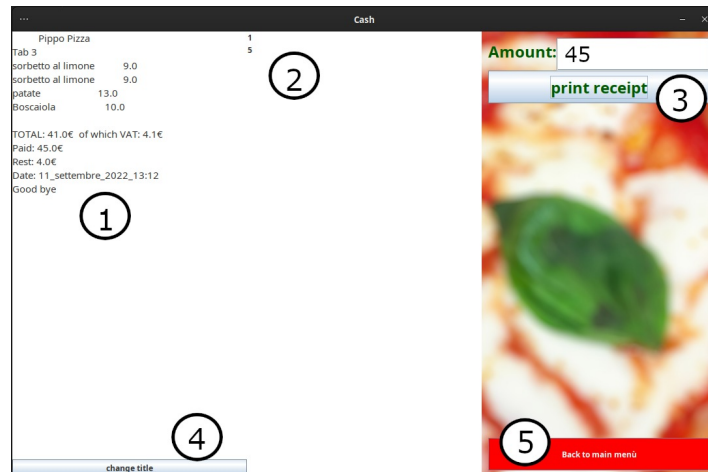 Cash
Pippo Pizza
Tab 3
sorbetto al limone 9.0
sorbetto al limone 9.0
patate 13.0
Boscaiola 10.0
TOTAL: 41.0€ of which VAT: 4.1€
Paid: 45.0€
Rest: 4.0€
Date: 11_settembre_2022_13:12
Good bye
1
4
change title
1
5
2
Amount: 45
print receipt
3
5
Back to main menù